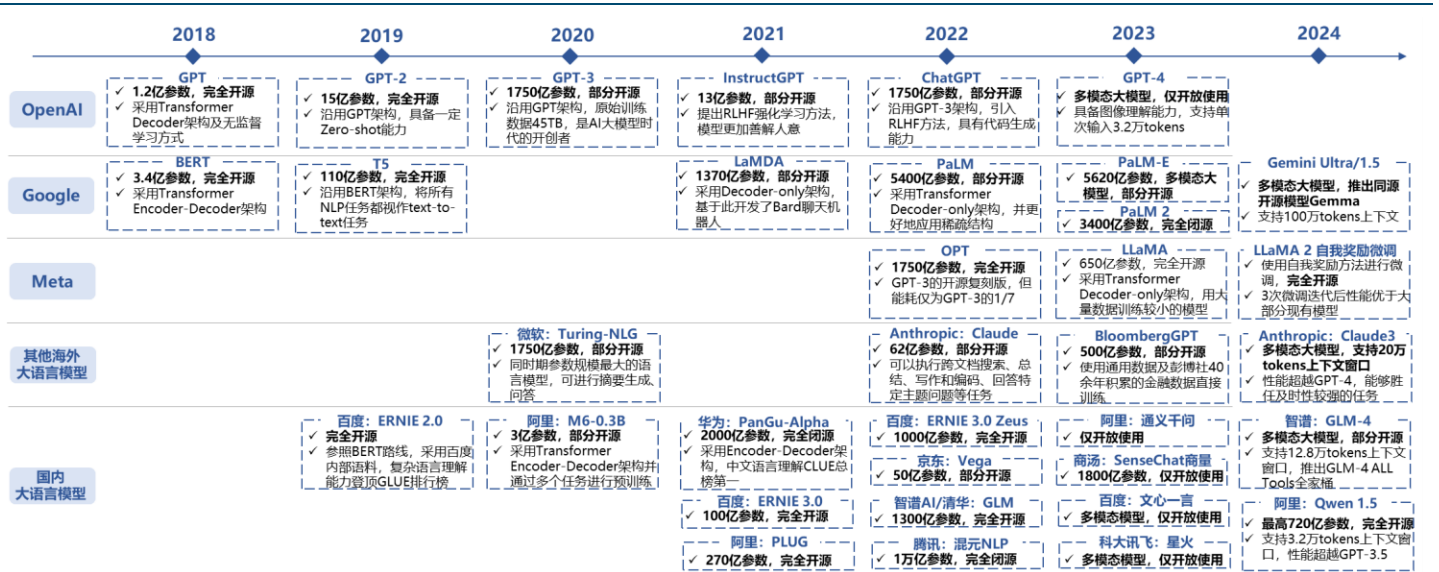 2018
2019
2020
2021
2022
2023
2024
OpenAI
GPT
✓ 1.2亿参数，完全开源
✓ 采用Transformer
Decoder架构及无监督
学习方式
GPT-2
✓ 15亿参数，完全开源
✓ 沿用GPT架构，具备一定
Zero-shot能力
GPT-3
✓ 1750亿参数，部分开源
✓ 沿用GPT架构，原始训练
数据45TB，是AI大模型时
代的开创者
InstructGPT
✓ 13亿参数，部分开源
✓ 提出RLHF强化学习方法，
模型更加善解人意
ChatGPT
✓ 1750亿参数，部分开源
✓ 沿用GPT-3架构，引入
RLHF方法，具有代码生成
能力
GPT-4
✓ 多模态大模型，仅开放使用
✓ 具备图像理解能力，支持单
次输入3.2万tokens
Google
BERT
✓ 3.4亿参数，完全开源
✓ 采用Transformer
Encoder-Decoder架构
T5
✓ 110亿参数，完全开源
✓ 沿用BERT架构，将所有
NLP任务都视作text-to-
text任务
LaMDA
✓ 1370亿参数，部分开源
✓ 采用Decoder-only架构，
基于此开发了Bard聊天机
器人
PaLM
✓ 5400亿参数，部分开源
✓ 采用Transformer
Decoder-only架构，并更
好地应用稀疏结构
PaLM-E
✓ 5620亿参数，多模态大
模型，部分开源
PaLM 2
✓ 3400亿参数，完全闭源
Gemini Ultra/1.5
✓ 多模态大模型，推出同源
开源模型Gemma
✓ 支持100万tokens上下文
Meta
OPT
✓ 1750亿参数，完全开源
✓ GPT-3的开源复刻版，但
能耗仅为GPT-3的1/7
LLaMA
✓ 650亿参数，完全开源
✓ 采用Transformer
Decoder-only架构，用大
量数据训练较小的模型
LLaMA 2 自我奖励微调
✓ 使用自我奖励方法进行微
调，完全开源
✓ 3次微调迭代后性能优于大
部分现有模型
其他海外
大语言模型
微软：Turing-NLG
✓ 1750亿参数，部分开源
✓ 同时期参数规模最大的语
言模型，可进行摘要生成、
问答
Anthropic：Claude
✓ 62亿参数，部分开源
✓ 可以执行跨文档搜索、总
结、写作和编码、回答特
定主题问题等任务
BloombergGPT
✓ 500亿参数，部分开源
✓ 使用通用数据及彭博社40
余年积累的金融数据直接
训练
Anthropic：Claude3
✓ 多模态大模型，支持20万
tokens上下文窗口
✓ 性能超越GPT-4，能够胜
任及时性较强的任务
国内
大语言模型
百度：ERNIE 2.0
✓ 完全开源
✓ 参照BERT路线，采用百度
内部语料，复杂语言理解
能力登顶GLUE排行榜
阿里：M6-0.3B
✓ 3亿参数，部分开源
✓ 采用Transformer
Encoder-Decoder架构并
通过多个任务进行预训练
华为：PanGu-Alpha
✓ 2000亿参数，完全闭源
✓ 采用Encoder-Decoder架
构，中文语言理解CLUE总
榜第一
百度：ERNIE 3.0
✓ 100亿参数，完全开源
阿里：PLUG
✓ 270亿参数，完全开源
百度：ERNIE 3.0 Zeus
✓ 1000亿参数，完全开源
京东：Vega
✓ 50亿参数，部分开源
智谱AI/清华：GLM
✓ 1300亿参数，完全开源
腾讯：混元NLP
✓ 1万亿参数，完全闭源
阿里：通义千问
✓ 仅开放使用
商汤：SenseChat商量
✓ 1800亿参数，仅开放使用
百度：文心一言
✓ 多模态模型，仅开放使用
科大讯飞：星火
✓ 多模态模型，仅开放使用
智谱：GLM-4
✓ 多模态大模型，部分开源
✓ 支持12.8万tokens上下文
窗口，推出GLM-4 ALL
Tools全家桶
阿里：Qwen 1.5
✓ 最高720亿参数，完全开源
✓ 支持3.2万tokens上下文窗
口，性能超越GPT-3.5